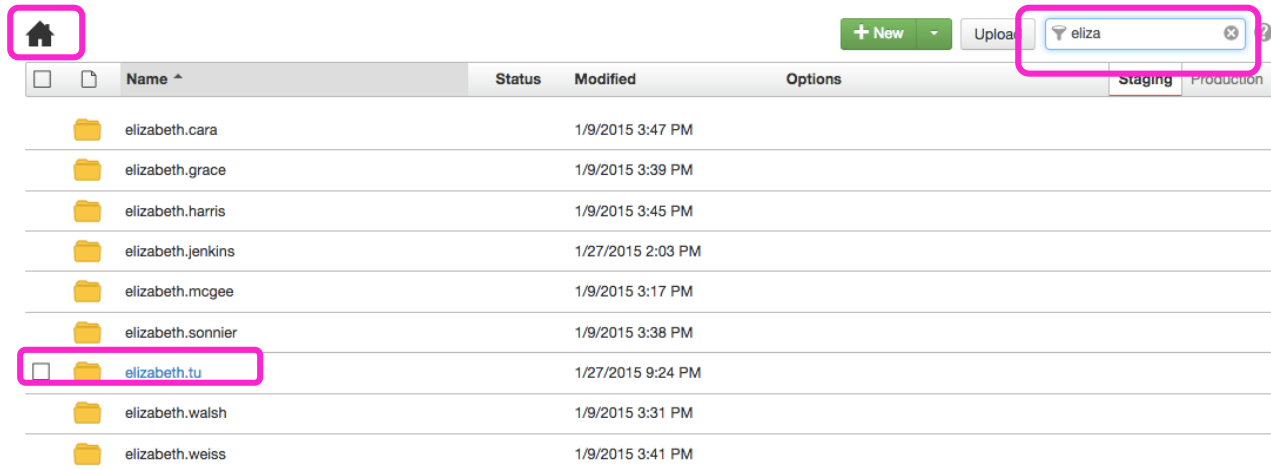 New Upload eliza
Name Status Modified Options Staging Production
elizabeth.cara 1/9/2015 3:47 PM
elizabeth.grace 1/9/2015 3:39 PM
elizabeth.harris 1/9/2015 3:45 PM
elizabeth.jenkins 1/27/2015 2:03 PM
elizabeth.mcgee 1/9/2015 3:17 PM
elizabeth.sonnier 1/9/2015 3:38 PM
elizabeth.tu 1/27/2015 9:24 PM
elizabeth.walsh 1/9/2015 3:31 PM
elizabeth.weiss 1/9/2015 3:41 PM